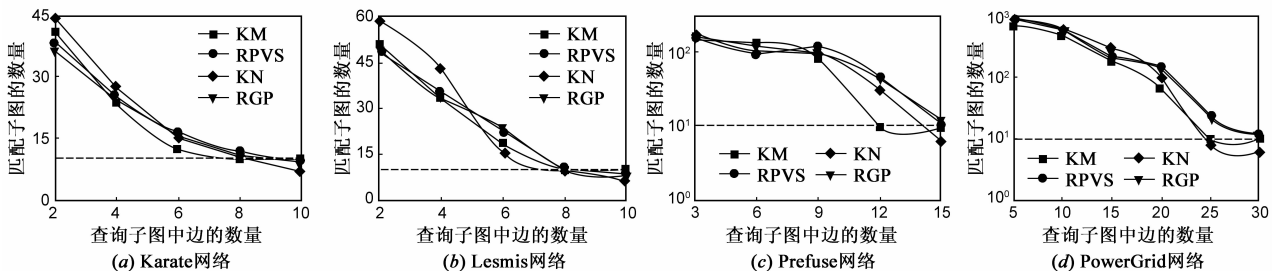 匹配子图的数量
45
30
15
0
2 4 6 8 10
KM
RPVS
KN
RGP
查询子图中边的数量
(a) Karate网络
匹配子图的数量
60
45
30
15
0
2 4 6 8 10
KM
RPVS
KN
RGP
查询子图中边的数量
(b) Lesmis网络
匹配子图的数量
10²
10¹
10⁰
3 6 9 12 15
KM KN
RPVS RGP
查询子图中边的数量
(c) Prefuse网络
匹配子图的数量
10³
10²
10¹
10⁰
5 10 15 20 25 30
KM KN
RPVS RGP
查询子图中边的数量
(d) PowerGrid网络